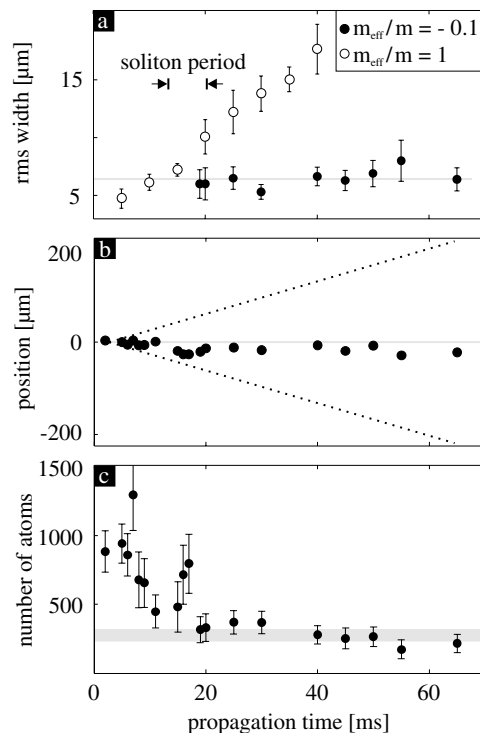 a
m_eff/m = - 0.1
m_eff/m = 1
soliton period
15
5
rms width [µm]
b
200
0
-200
position [µm]
c
1500
1000
500
number of atoms
0 20 40 60
propagation time [ms]